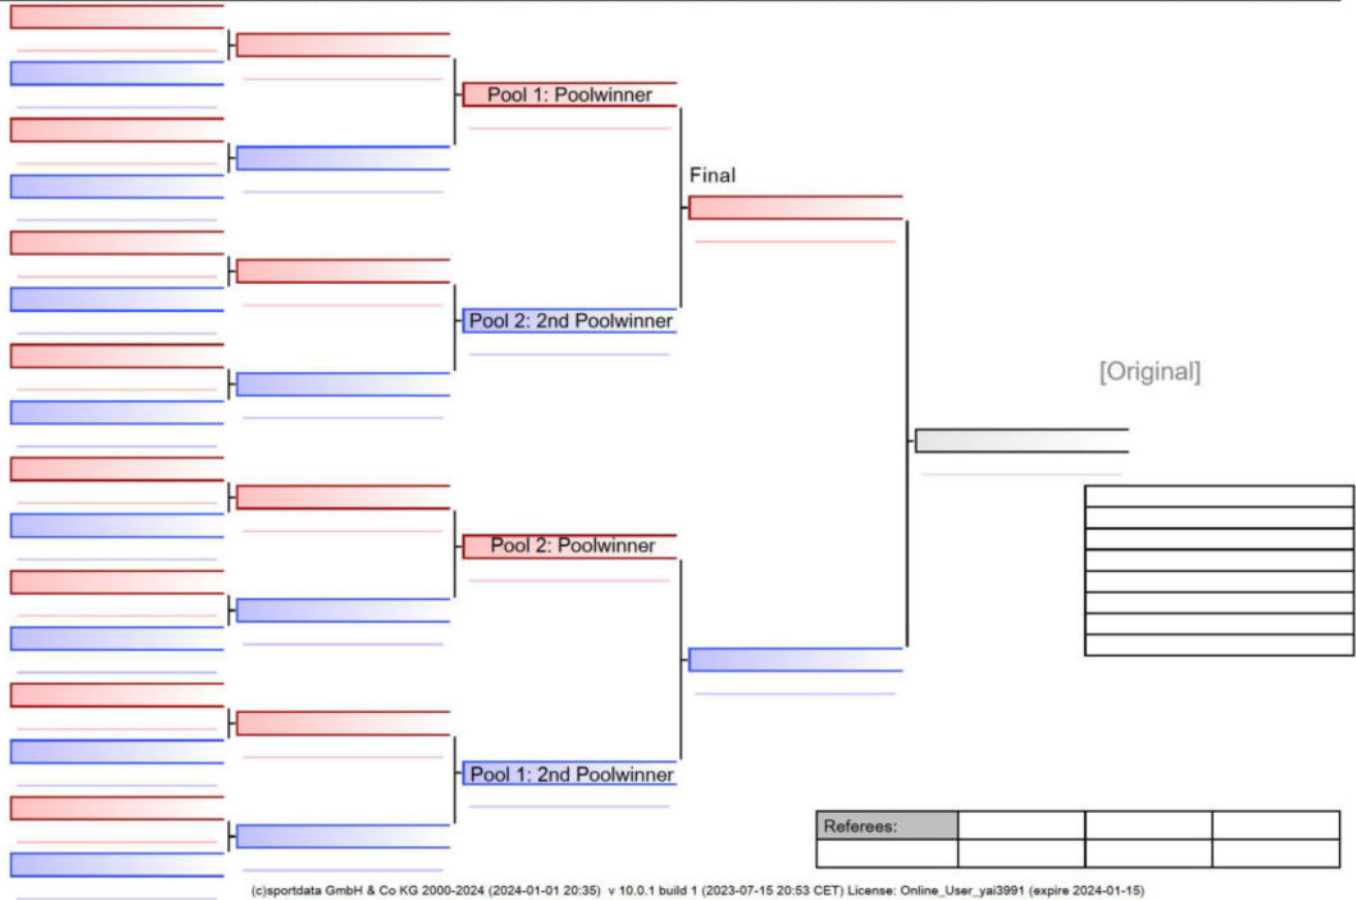 Pool 1: Poolwinner
Final
Pool 2: 2nd Poolwinner
[Original]
Pool 2: Poolwinner
Pool 1: 2nd Poolwinner
Referees:
(c)sportdata GmbH & Co KG 2000-2024 (2024-01-01 20:35) v 10.0.1 build 1 (2023-07-15 20:53 CET) License: Online_User_yai3991 (expire 2024-01-15)